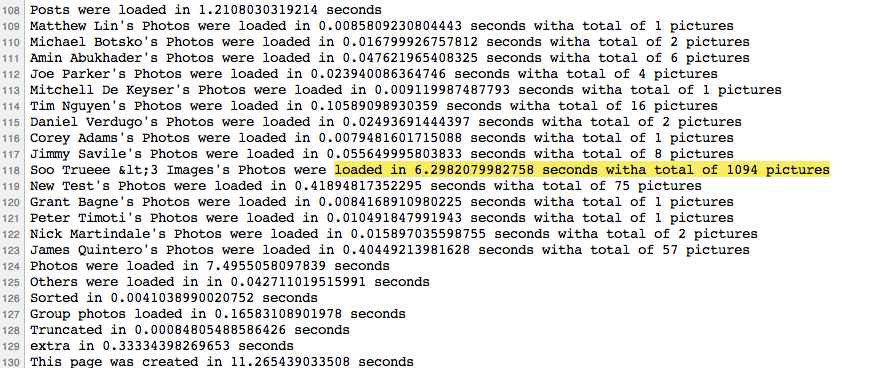 108 Posts were loaded in 1.2108030319214 seconds
109 Matthew Lin's Photos were loaded in 0.0085809230804443 seconds witha total of 1 pictures
110 Michael Botsko's Photos were loaded in 0.016799926757812 seconds witha total of 2 pictures
111 Amin Abukhader's Photos were loaded in 0.047621965408325 seconds witha total of 6 pictures
112 Joe Parker's Photos were loaded in 0.023940086364746 seconds witha total of 4 pictures
113 Mitchell De Keyser's Photos were loaded in 0.009119987487793 seconds witha total of 1 pictures
114 Tim Nguyen's Photos were loaded in 0.10589098930359 seconds witha total of 16 pictures
115 Daniel Verdugo's Photos were loaded in 0.02493691444397 seconds witha total of 2 pictures
116 Corey Adams's Photos were loaded in 0.0079481601715088 seconds witha total of 1 pictures
117 Jimmy Savile's Photos were loaded in 0.055649995803833 seconds witha total of 8 pictures
118 Soo Trueee &lt;3 Images's Photos were loaded in 6.2982079982758 seconds witha total of 1094 pictures
119 New Test's Photos were loaded in 0.41894817352295 seconds witha total of 75 pictures
120 Grant Bagne's Photos were loaded in 0.0084168910980225 seconds witha total of 1 pictures
121 Peter Timoti's Photos were loaded in 0.010491847991943 seconds witha total of 1 pictures
122 Nick Martindale's Photos were loaded in 0.015897035598755 seconds witha total of 2 pictures
123 James Quintero's Photos were loaded in 0.40449213981628 seconds witha total of 57 pictures
124 Photos were loaded in 7.4955058097839 seconds
125 Others were loaded in in 0.042711019515991 seconds
126 Sorted in 0.0041038990020752 seconds
127 Group photos loaded in 0.16583108901978 seconds
128 Truncated in 0.00084805488586426 seconds
129 extra in 0.33334398269653 seconds
130 This page was created in 11.265439033508 seconds